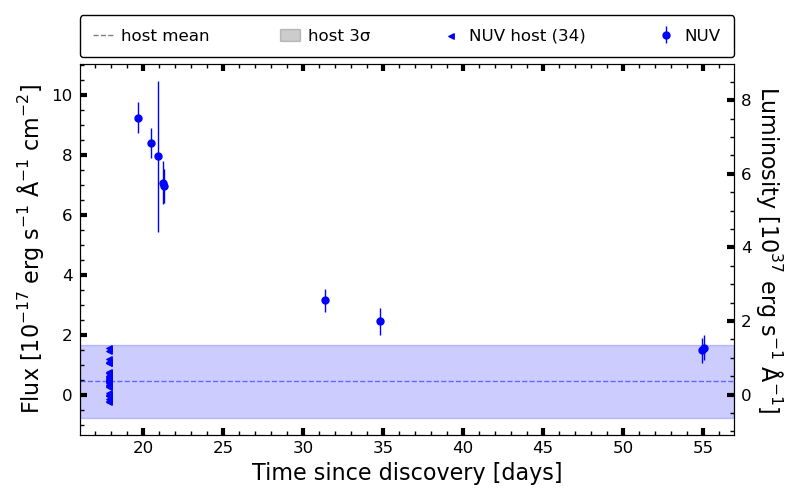 host mean host 3σ NUV host (34) NUV
Flux [10⁻¹⁷ erg s⁻¹ Å⁻¹ cm⁻²]
10
8
6
4
2
0
8
6
4
2
0
Luminosity [10³⁷ erg s⁻¹ Å⁻¹]
20 25 30 35 40 45 50 55
Time since discovery [days]